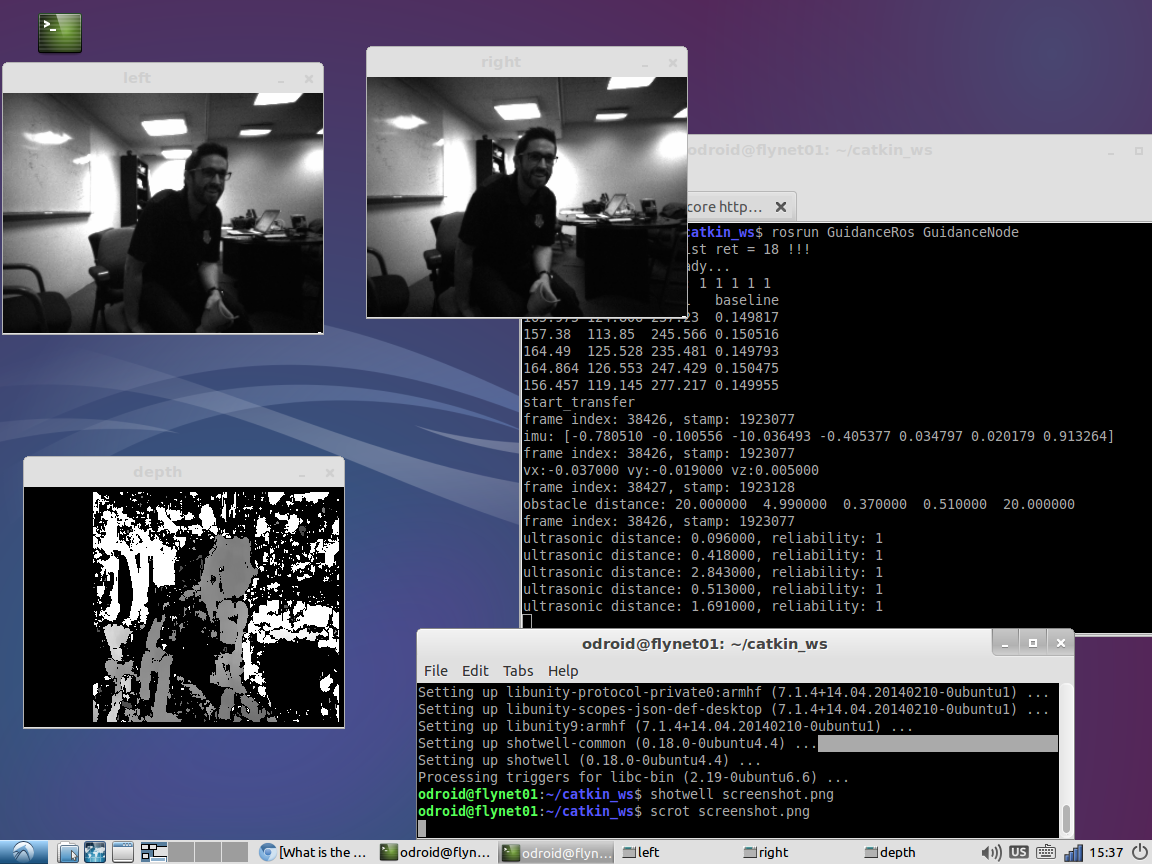 left
right
odroid@flynet01: ~/catkin_ws
core http...
catkin_ws$ rosrun GuidanceRos GuidanceNode
ist ret = 18 !!!
ady...
1 1 1 1 1
baseline
0.149817
157.38 113.85 245.566 0.150516
164.49 125.528 235.481 0.149793
164.864 126.553 247.429 0.150475
156.457 119.145 277.217 0.149955
start_transfer
frame index: 38426, stamp: 1923077
imu: [-0.780510 -0.100556 -10.036493 -0.405377 0.034797 0.020179 0.913264]
frame index: 38426, stamp: 1923077
vx:-0.037000 vy:-0.019000 vz:0.005000
frame index: 38427, stamp: 1923128
obstacle distance: 20.000000 4.990000 0.370000 0.510000 20.000000
frame index: 38426, stamp: 1923077
ultrasonic distance: 0.096000, reliability: 1
ultrasonic distance: 0.418000, reliability: 1
ultrasonic distance: 2.843000, reliability: 1
ultrasonic distance: 0.513000, reliability: 1
ultrasonic distance: 1.691000, reliability: 1
depth
odroid@flynet01: ~/catkin_ws
File Edit Tabs Help
Setting up libunity-protocol-private0:armhf (7.1.4+14.04.20140210-0ubuntu1) ...
Setting up libunity-scopes-json-def-desktop (7.1.4+14.04.20140210-0ubuntu1) ...
Setting up libunity9:armhf (7.1.4+14.04.20140210-0ubuntu1) ...
Setting up shotwell-common (0.18.0-0ubuntu4.4) ...
Setting up shotwell (0.18.0-0ubuntu4.4) ...
Processing triggers for libc-bin (2.19-0ubuntu6.6) ...
odroid@flynet01:~/catkin_ws$ shotwell screenshot.png
odroid@flynet01:~/catkin_ws$ scrot screenshot.png
[What is the ... odroid@flyn... odroid@flyn... left right depth US 15:37